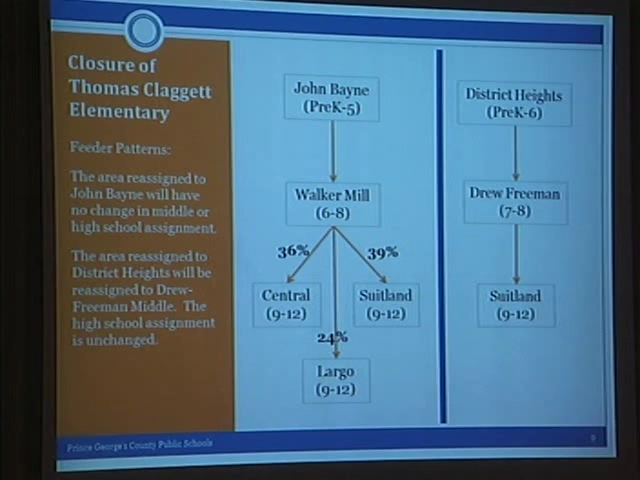 Closure of
Thomas Claggett
Elementary
Feeder Patterns:
The area reassigned to
John Bayne will have
no change in middle or
high school assignment.
The area reassigned to
District Heights will be
reassigned to Drew-
Freeman Middle. The
high school assignment
is unchanged.
John Bayne
(PreK-5)
Walker Mill
(6-8)
36%
39%
Central
(9-12)
Suitland
(9-12)
24%
Largo
(9-12)
District Heights
(PreK-6)
Drew Freeman
(7-8)
Suitland
(9-12)
Prince George's County Public Schools